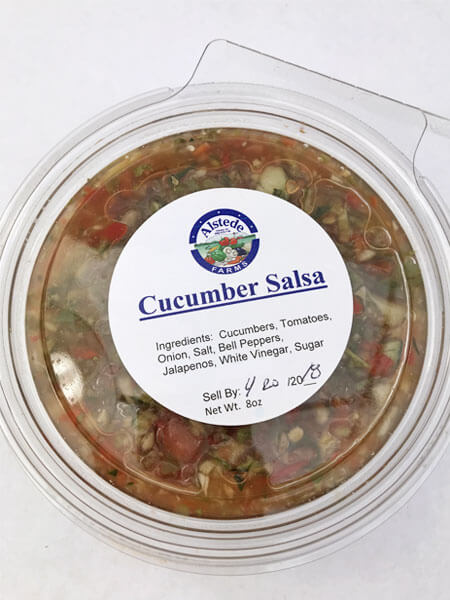 Alstede
FARMS
Cucumber Salsa
Ingredients: Cucumbers, Tomatoes,
Onion, Salt, Bell Peppers,
Jalapenos, White Vinegar, Sugar
Sell By:
Net Wt. 8oz